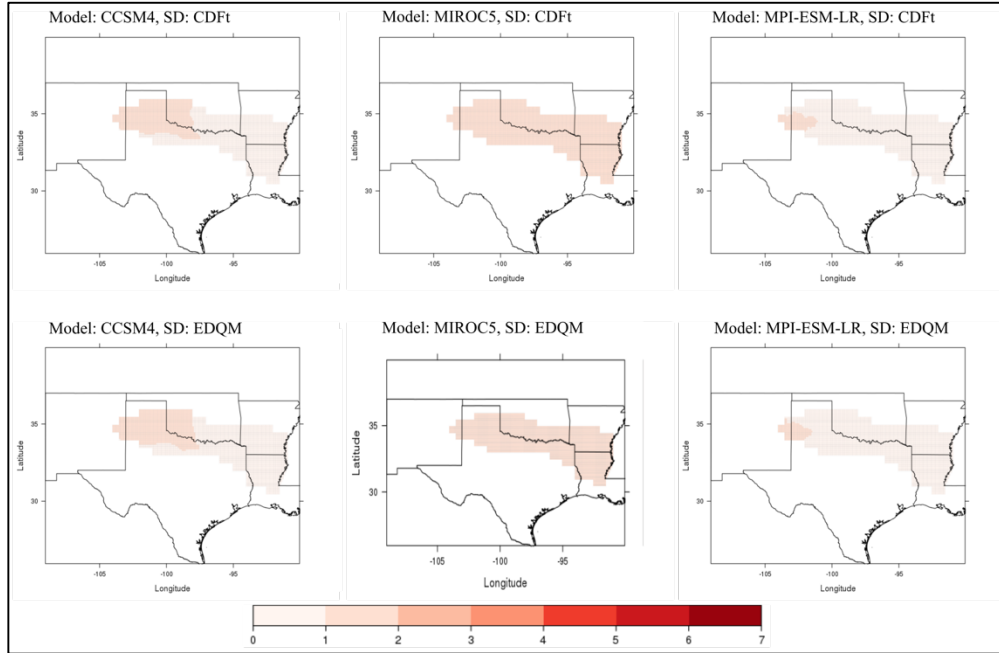 Model: CCSM4, SD: CDFt
Model: MIROC5, SD: CDFt
Model: MPI-ESM-LR, SD: CDFt
35
30
Latitude
-105
-100
-95
Longitude
35
30
Latitude
-105
-100
-95
Longitude
35
30
Latitude
-105
-100
-95
Longitude
Model: CCSM4, SD: EDQM
Model: MIROC5, SD: EDQM
Model: MPI-ESM-LR, SD: EDQM
35
30
Latitude
-105
-100
-95
Longitude
35
30
Latitude
-105
-100
-95
Longitude
35
30
Latitude
-105
-100
-95
Longitude
0 1 2 3 4 5 6 7